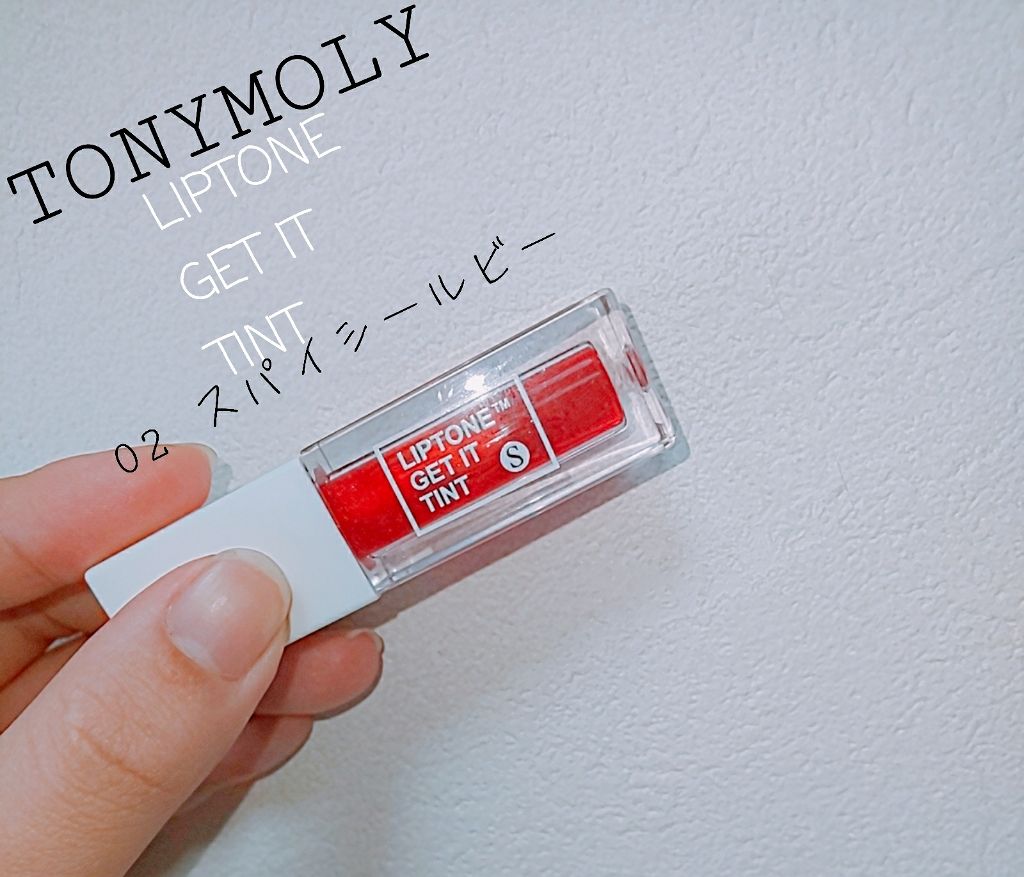 TONYMOLY
LIPTONE
GET IT
TINT
02 スパイシールビー
LIPTONE™
GET IT
TINT
S